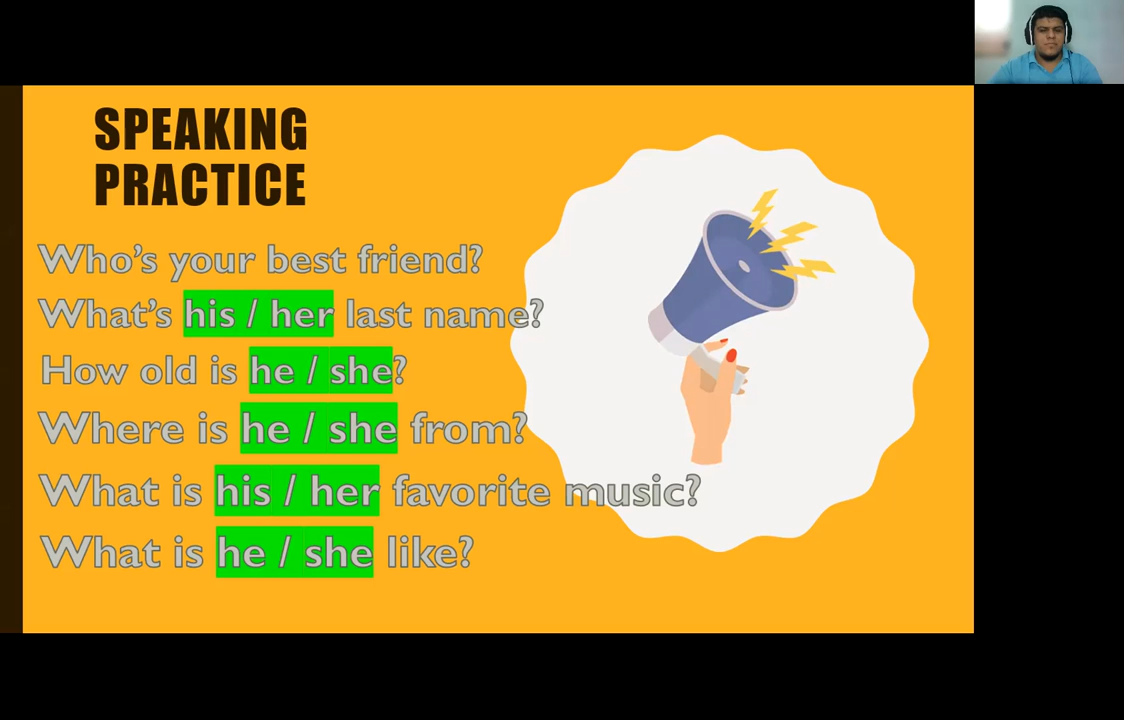 SPEAKING
PRACTICE
Who's your best friend?
What's his / her last name?
How old is he / she?
Where is he / she from?
What is his / her favorite music?
What is he / she like?